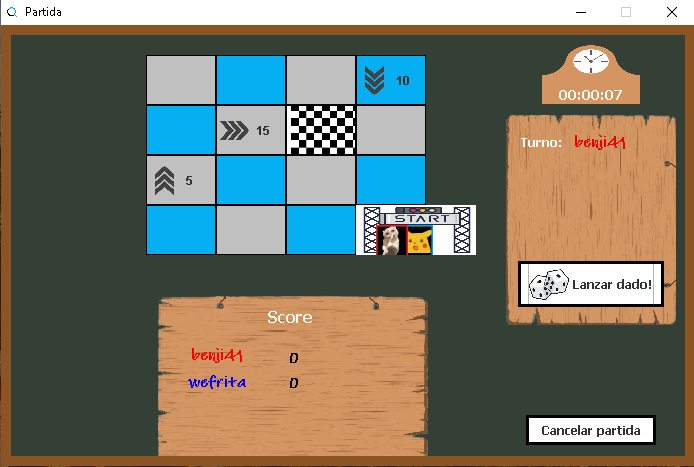 Partida
10
15
5
START
00:00:07
Turno: benji41
Lanzar dado!
Score
benji41 0
wefrita 0
Cancelar partida